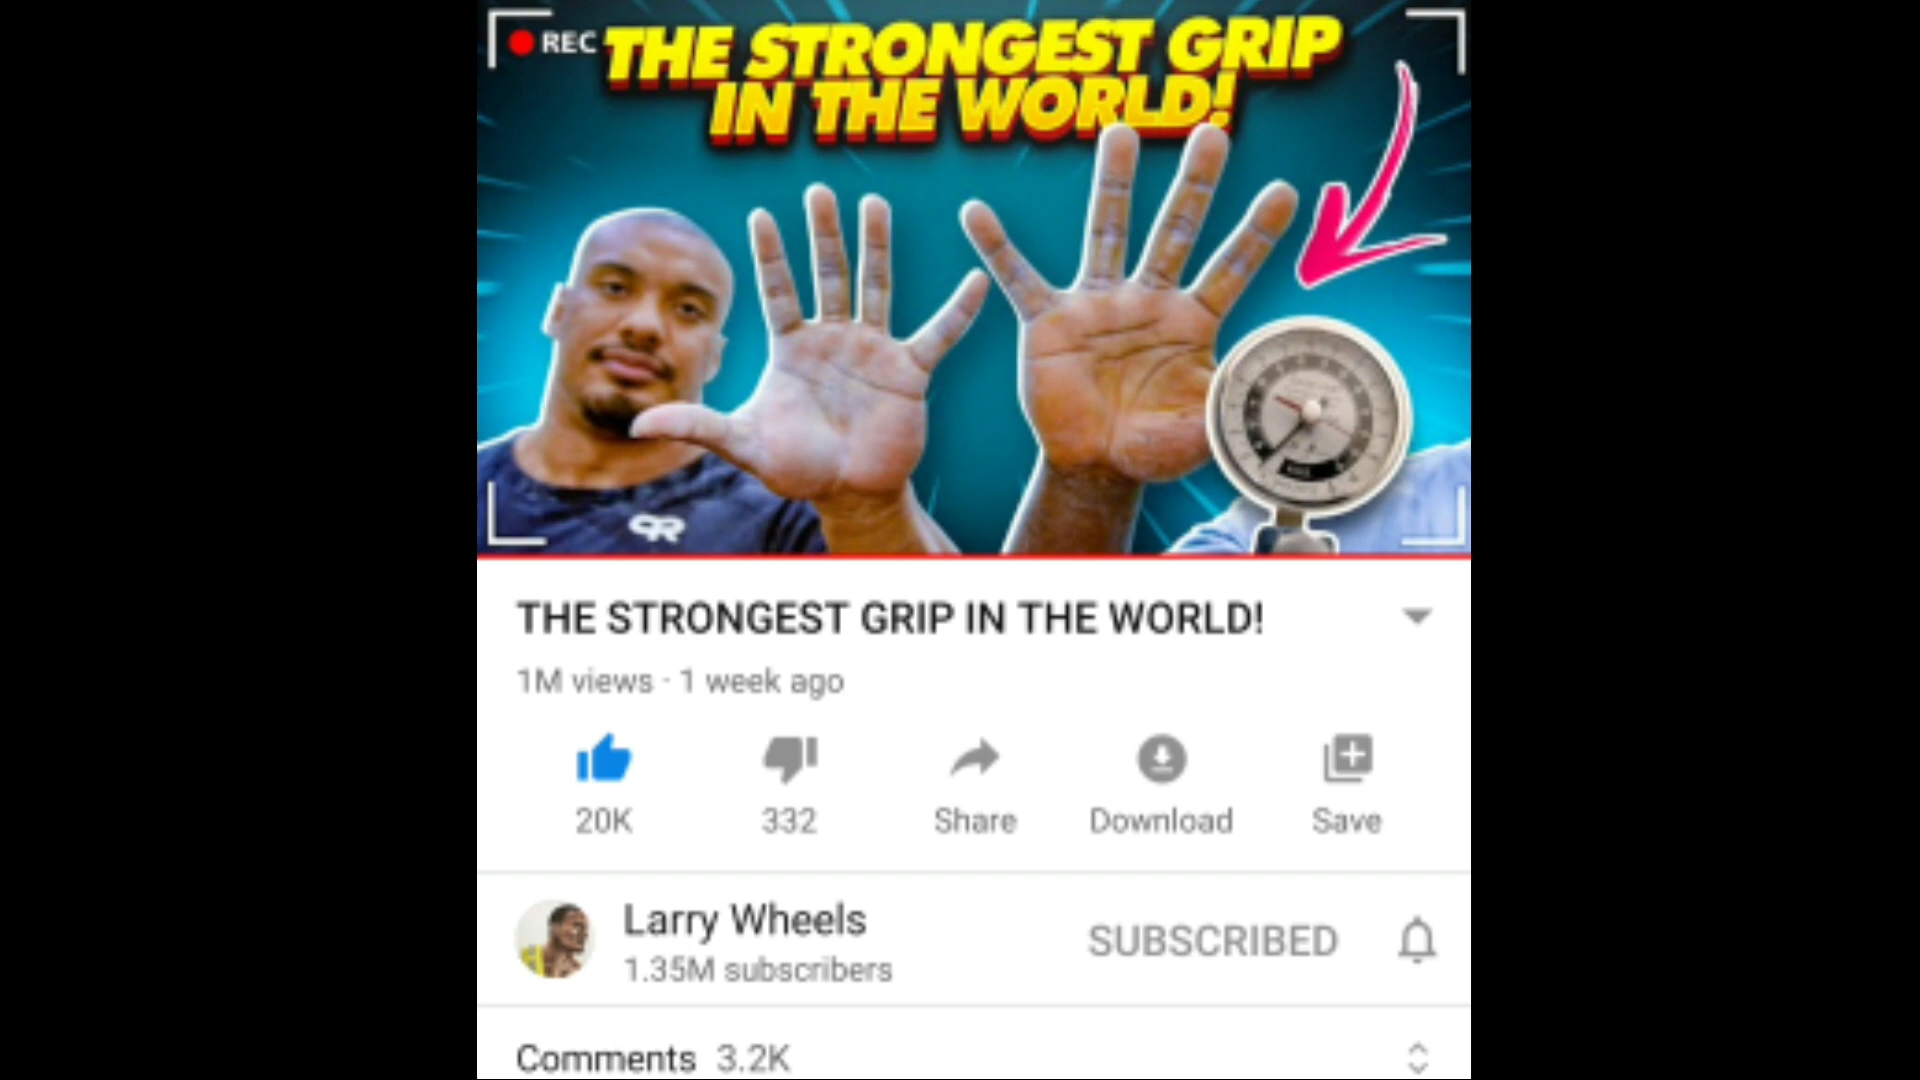 REC
THE STRONGEST GRIP
IN THE WORLD!
THE STRONGEST GRIP IN THE WORLD!
1M views · 1 week ago
20K
332
Share
Download
Save
Larry Wheels
SUBSCRIBED
1.35M subscribers
Comments 3.2K